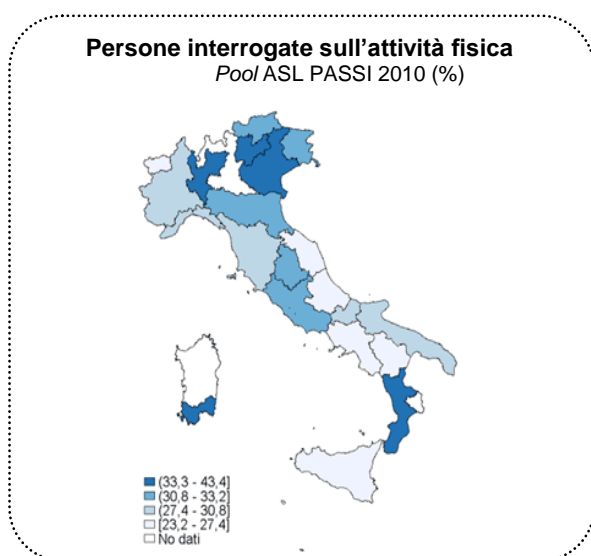 Persone interrogate sull'attività fisica
Pool ASL PASSI 2010 (%)
(33,3 - 43,4]
(30,8 - 33,2]
(27,4 - 30,8]
[23,2 - 27,4]
No dati